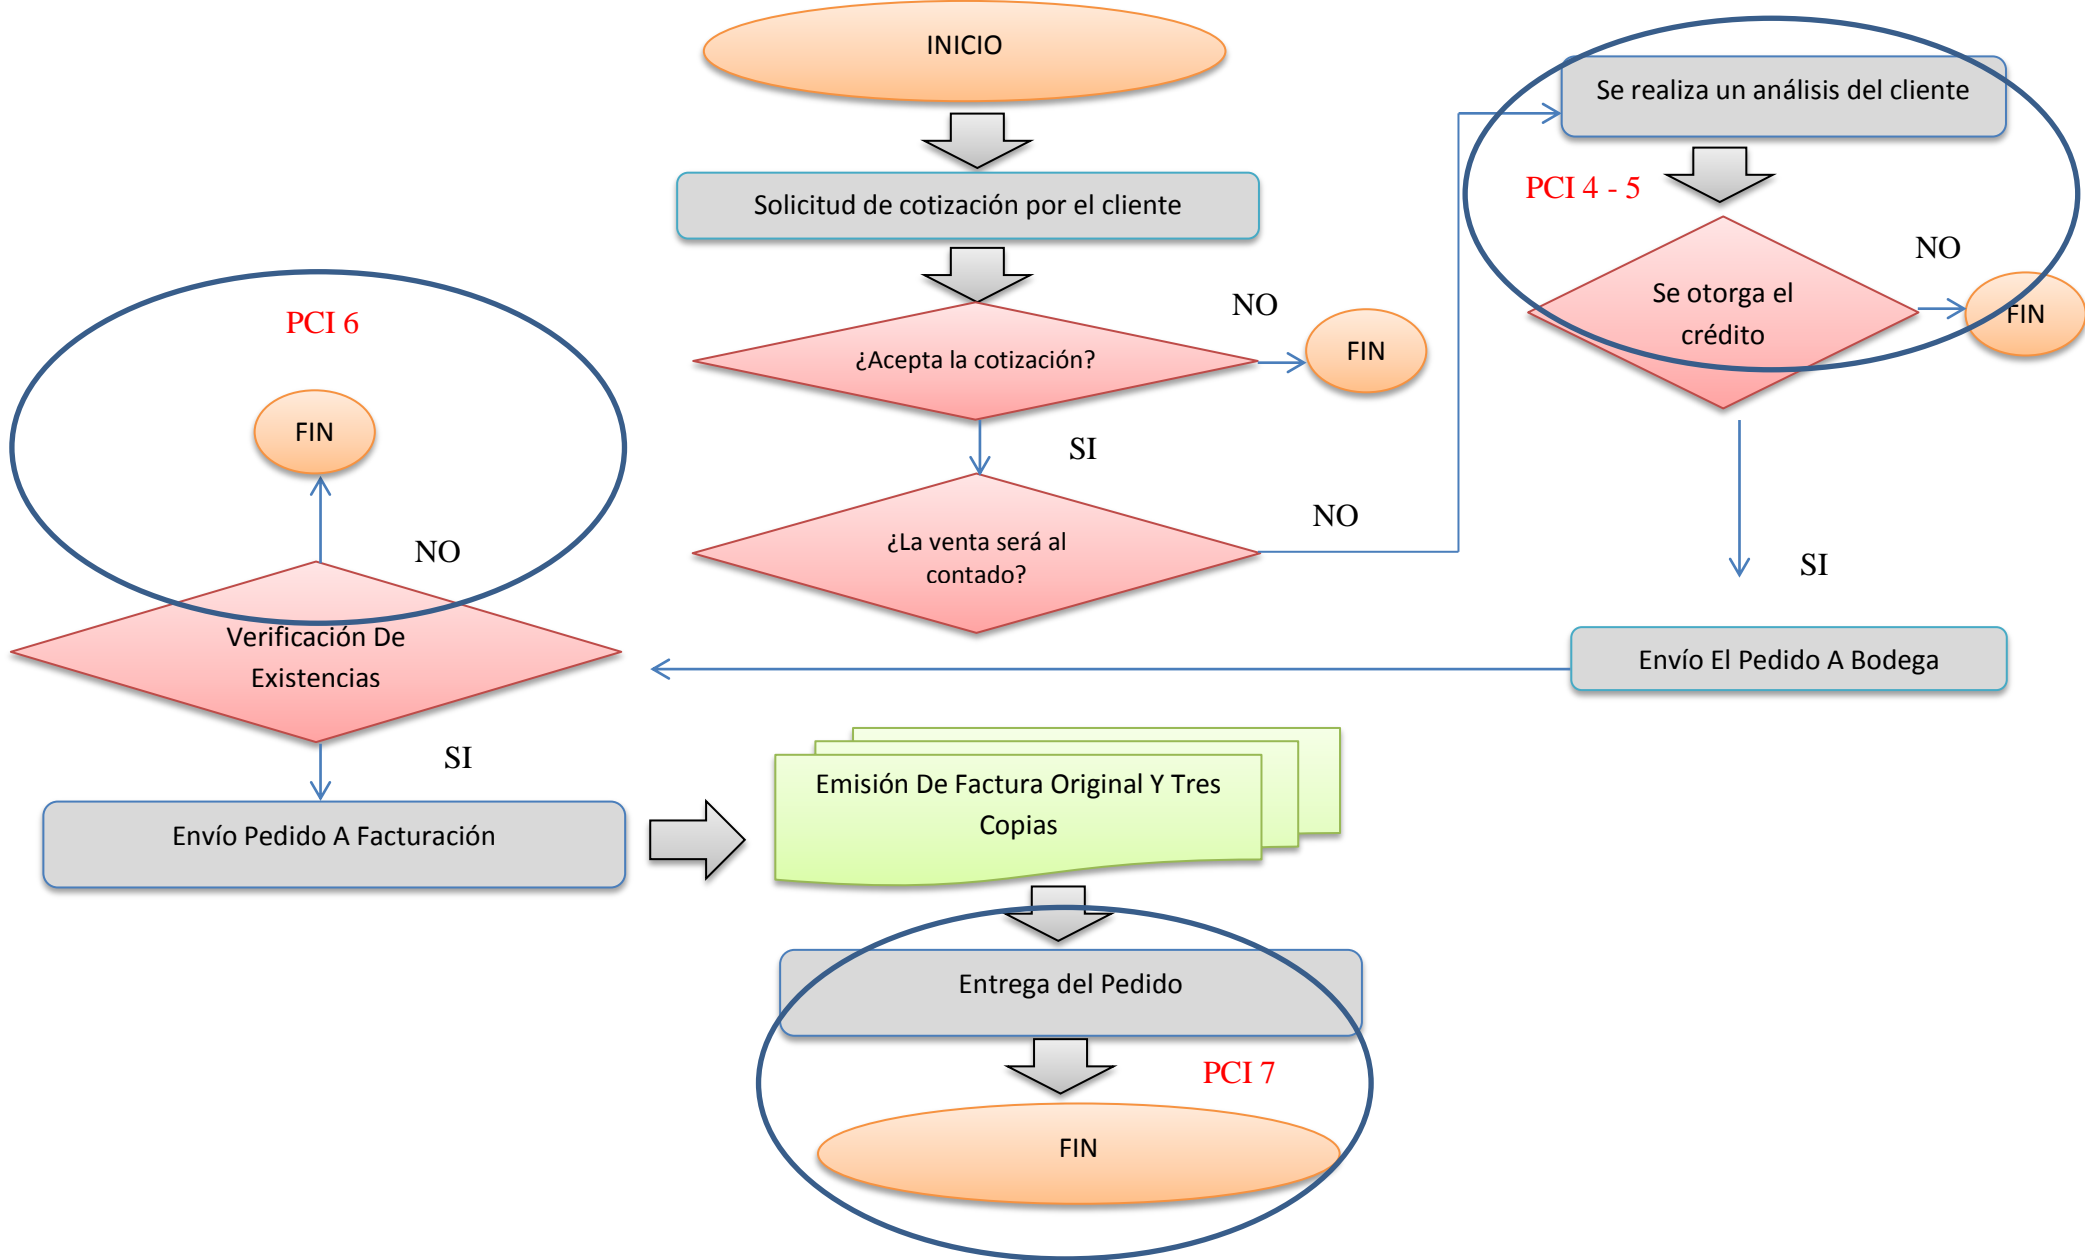 INICIO
Solicitud de cotización por el cliente
¿Acepta la cotización?
NO
FIN
SI
¿La venta será al
contado?
NO
Se realiza un análisis del cliente
PCI 4 - 5
Se otorga el
crédito
NO
FIN
SI
Envío El Pedido A Bodega
PCI 6
FIN
NO
Verificación De
Existencias
SI
Envío Pedido A Facturación
Emisión De Factura Original Y Tres
Copias
Entrega del Pedido
PCI 7
FIN